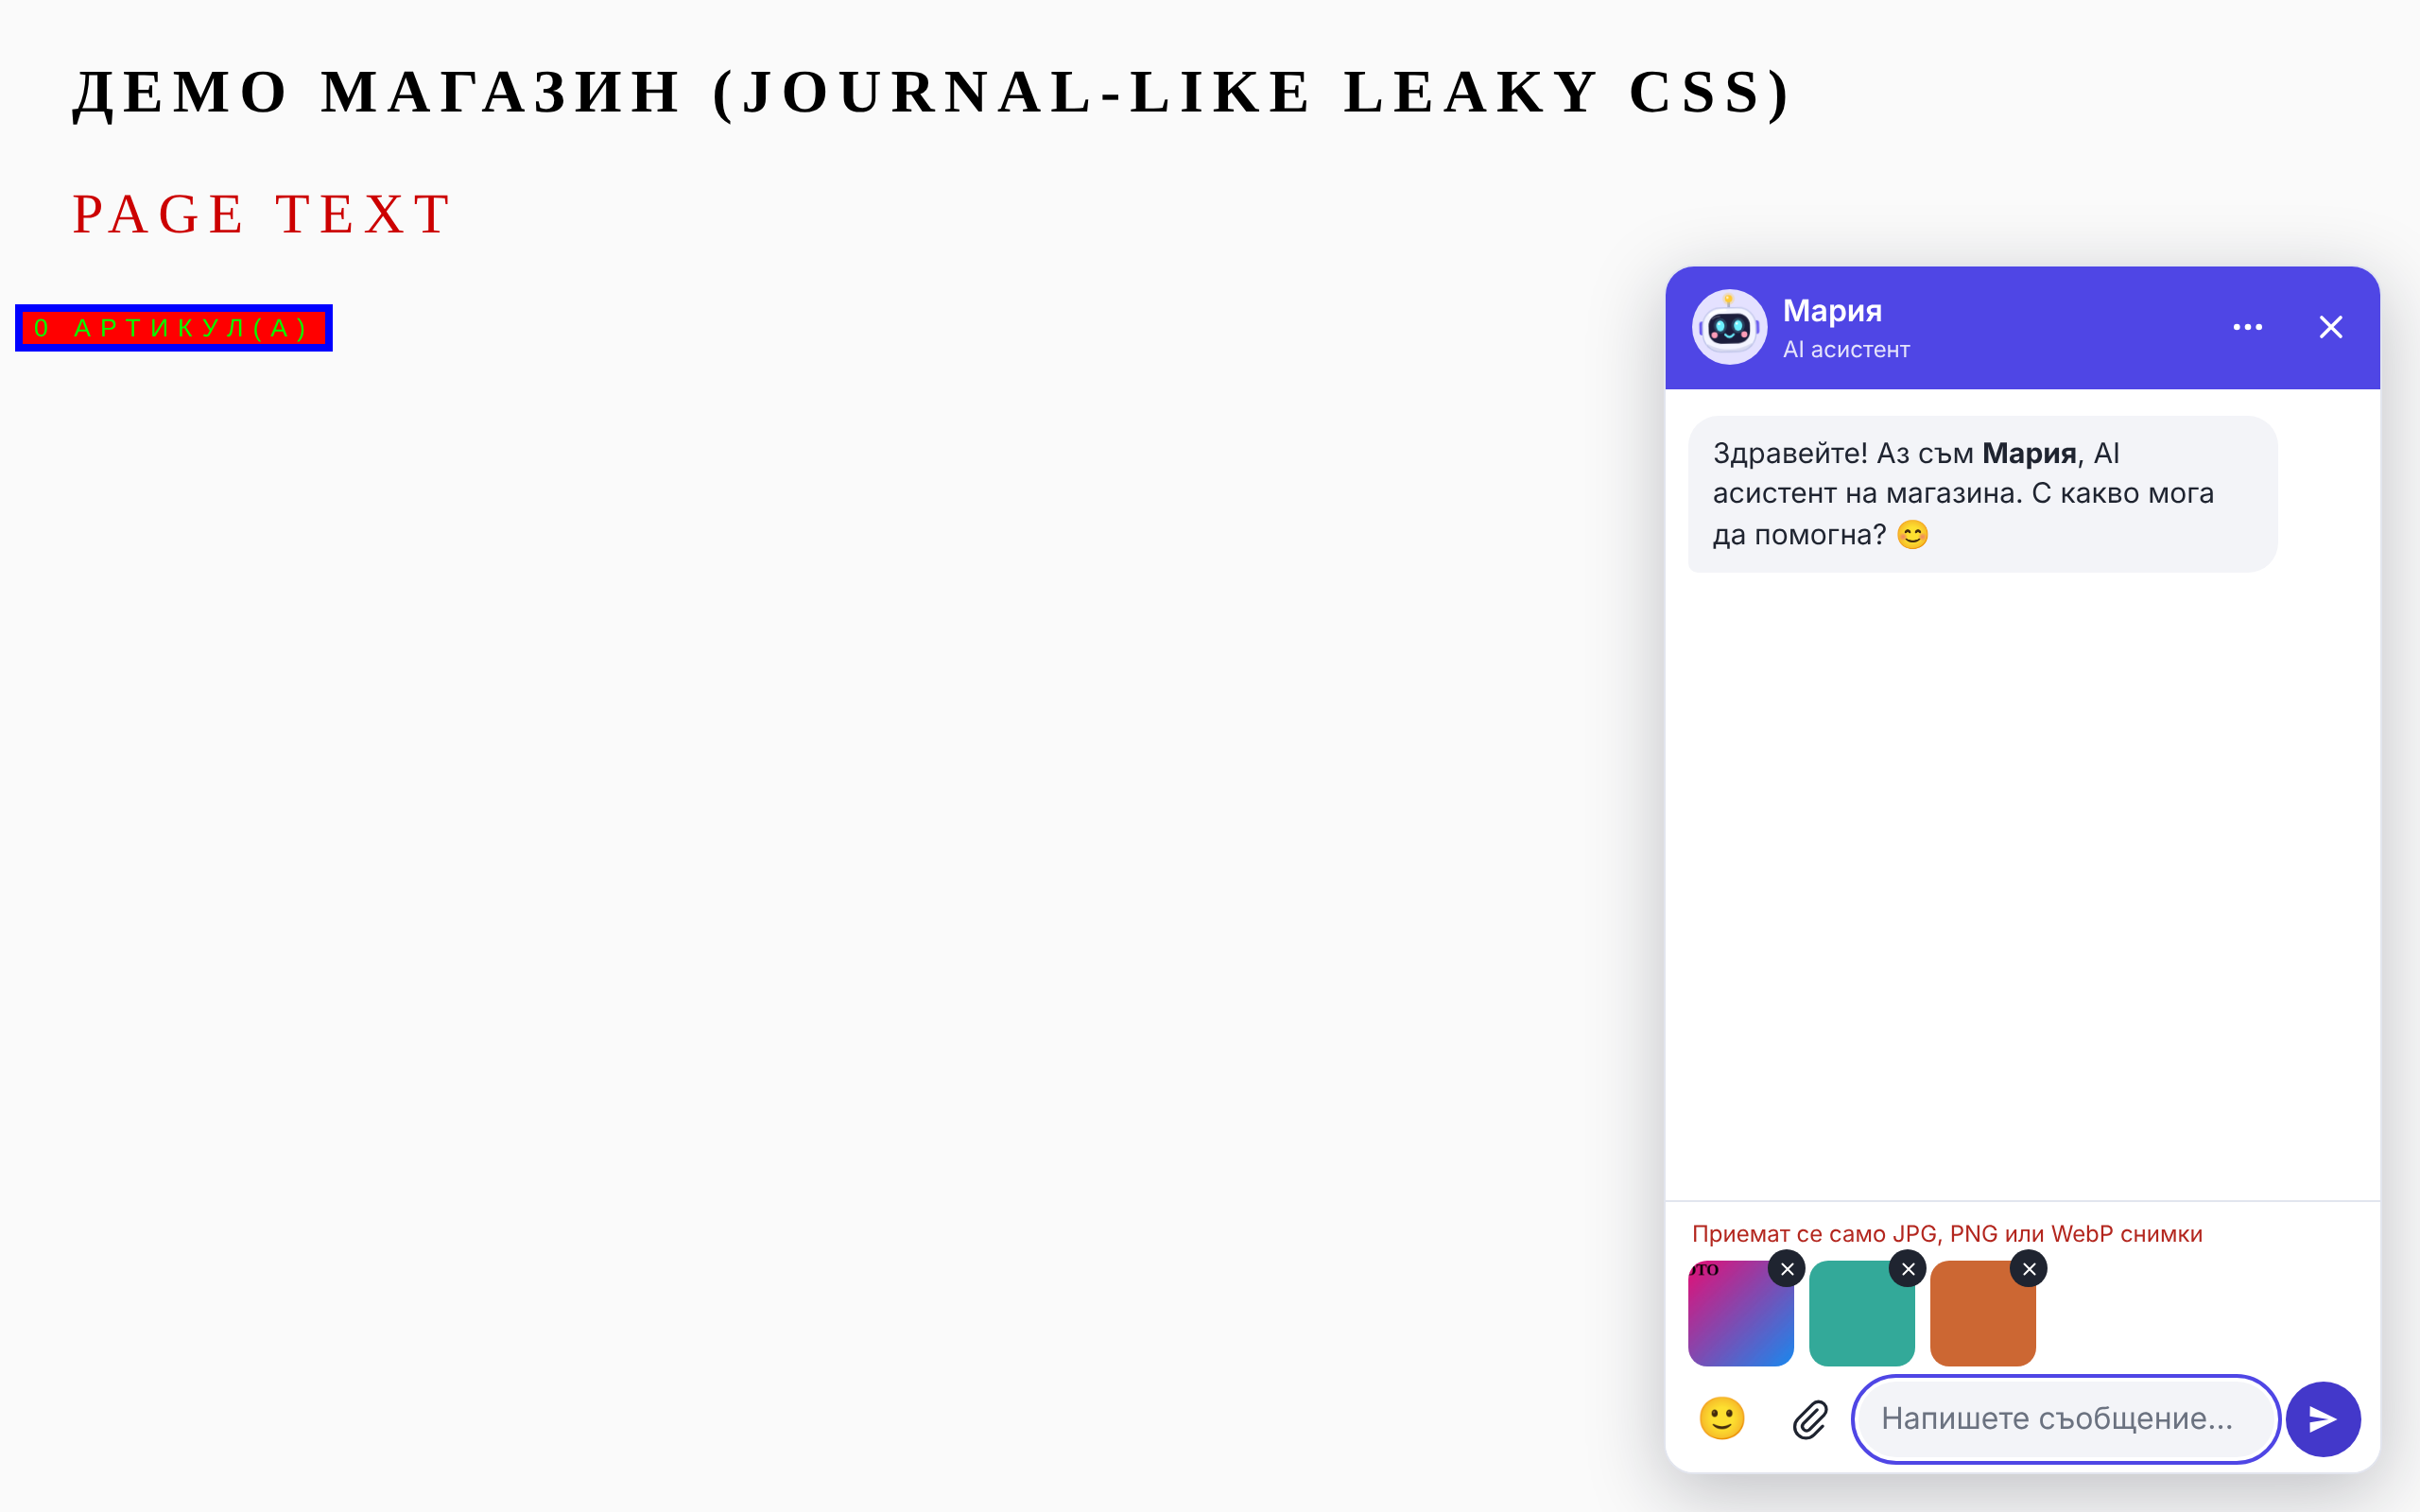 ДЕМО МАГАЗИН (JOURNAL-LIKE LEAKY CSS)
PAGE TEXT
0 АРТИКУЛ(А)
Мария
AI асистент
Здравейте! Аз съм Мария, AI
асистент на магазина. С какво мога
да помогна? 😊
Приемат се само JPG, PNG или WebP снимки
Напишете съобщение...